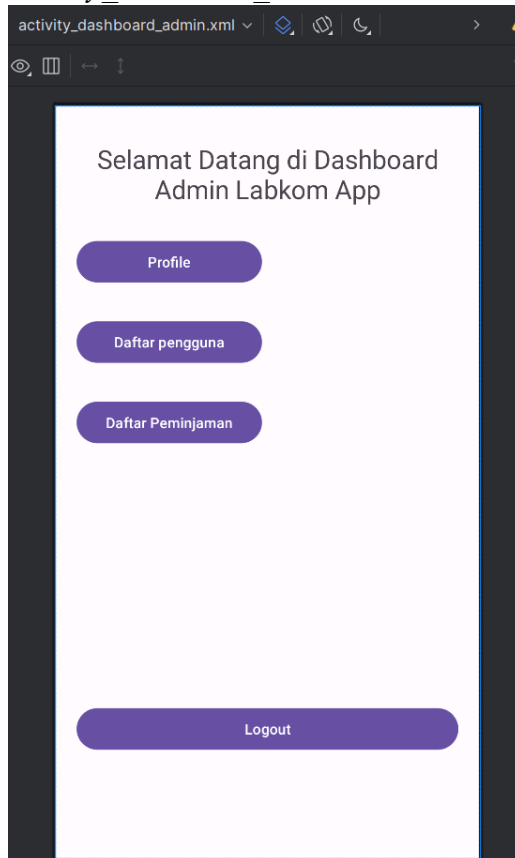 activity_dashboard_admin.xml
Selamat Datang di Dashboard
Admin Labkom App
Profile
Daftar pengguna
Daftar Peminjaman
Logout